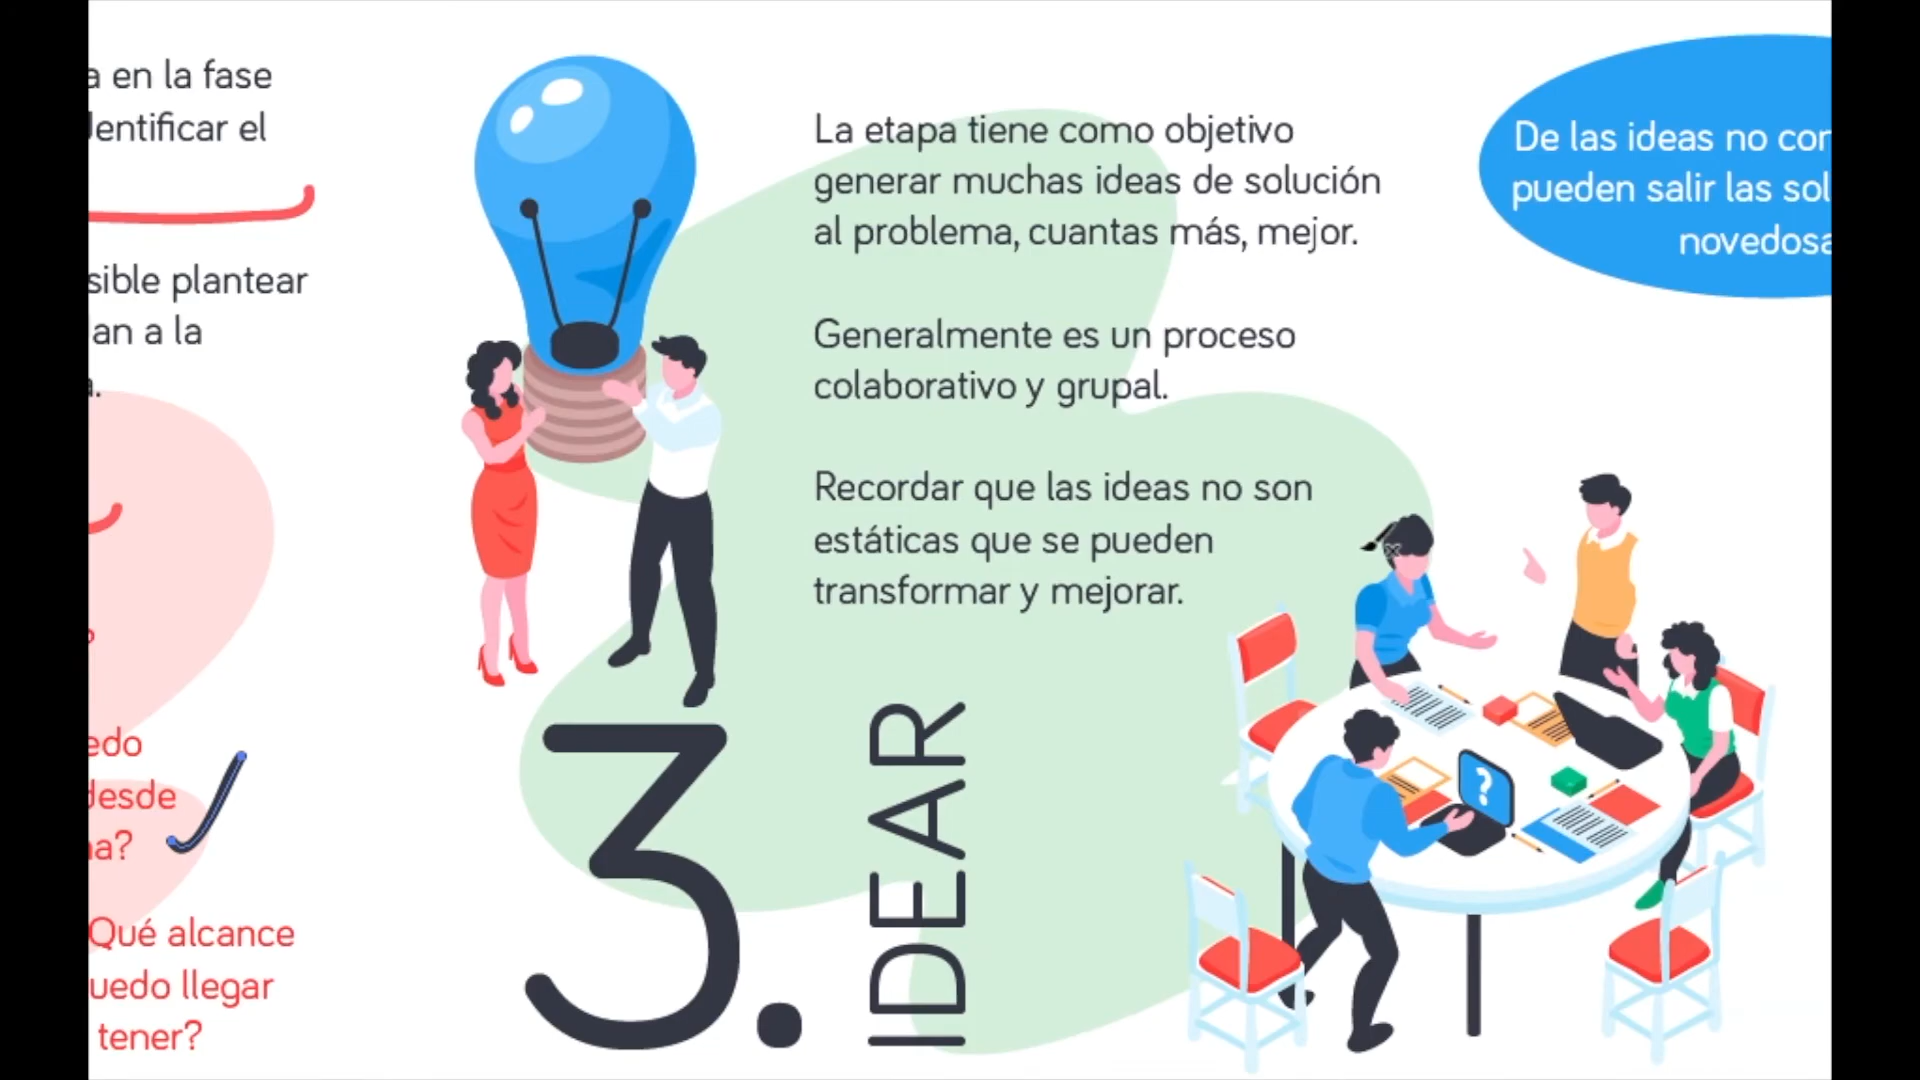 a en la fase
dentificar el
sible plantear
an a la
a.
edo
desde
na?
Qué alcance
uedo llegar
tener?
La etapa tiene como objetivo
generar muchas ideas de solución
al problema, cuantas más, mejor.
Generalmente es un proceso
colaborativo y grupal.
Recordar que las ideas no son
estáticas que se pueden
transformar y mejorar.
3.
IDEAR
De las ideas no con
pueden salir las sol
novedosa
?